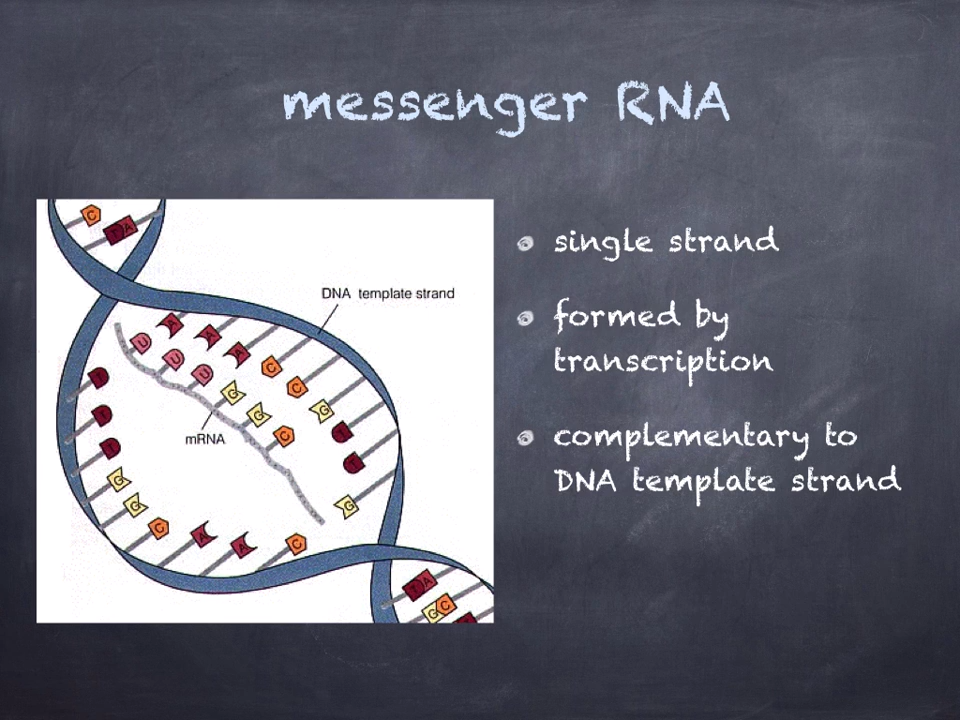 messenger RNA
single strand
formed by
transcription
complementary to
DNA template strand
C
T A
DNA template strand
A A A C C G T T G
U U U G G C
mRNA
T T T G G C A A C
T A
G C